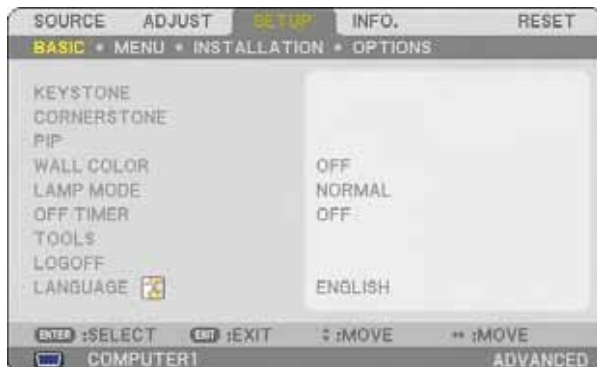 SOURCE ADJUST SETUP INFO. RESET
BASIC • MENU • INSTALLATION • OPTIONS
KEYSTONE
CORNERSTONE
PIP
WALL COLOR OFF
LAMP MODE NORMAL
OFF TIMER OFF
TOOLS
LOGOFF
LANGUAGE ENGLISH
ENTER :SELECT EXIT :EXIT ↕ :MOVE ↔ :MOVE
COMPUTER1 ADVANCED